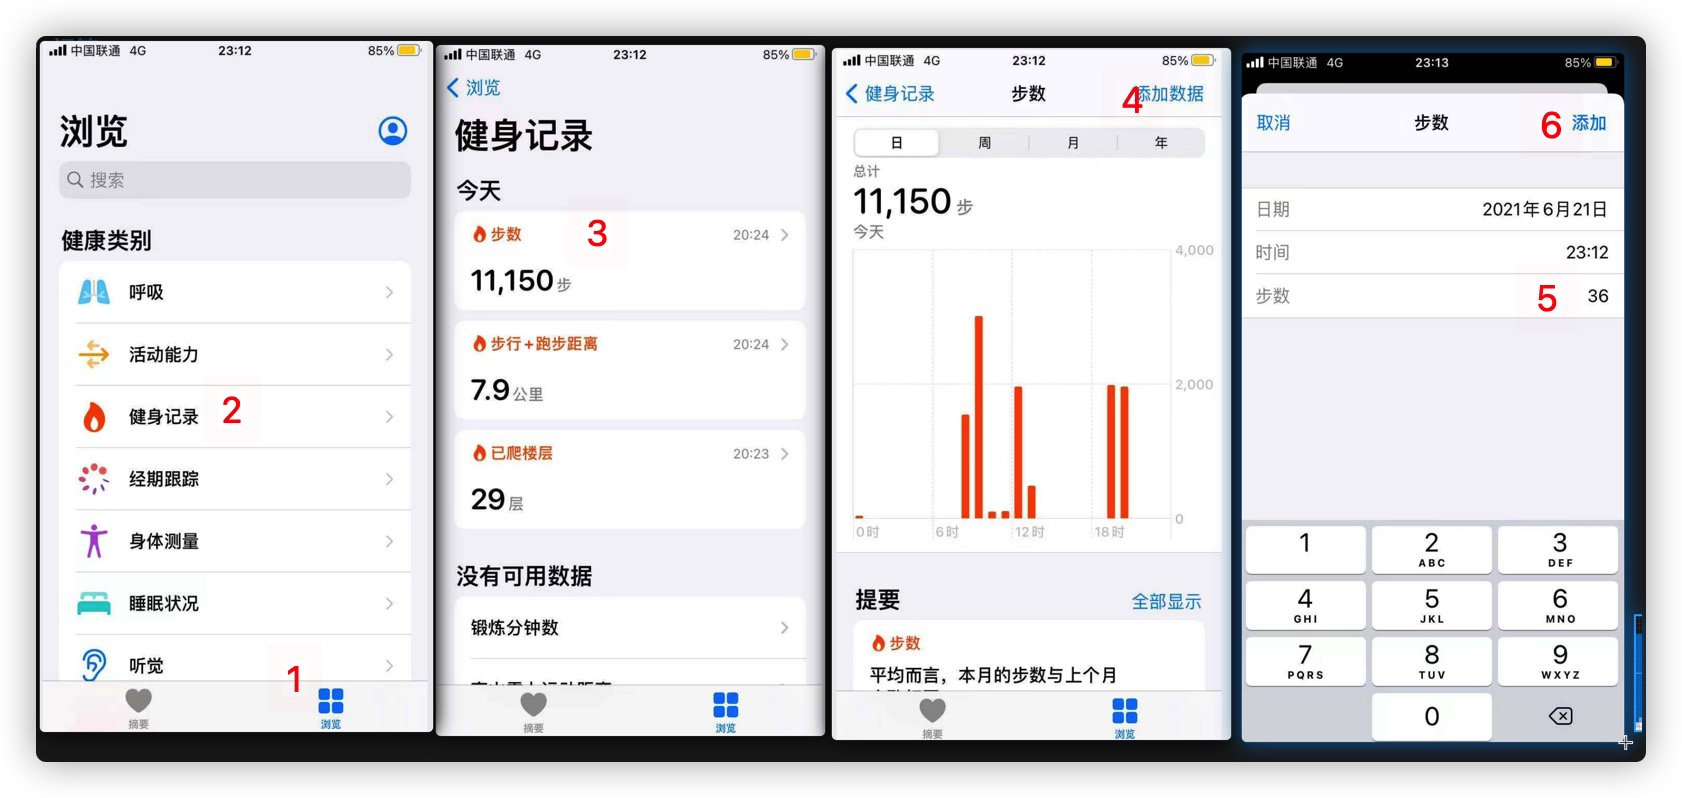 中国联通 4G 23:12 85%
浏览
搜索
健康类别
呼吸
活动能力
健身记录 2
经期跟踪
身体测量
睡眠状况
听觉
1
摘要 浏览
中国联通 4G 23:12 85%
浏览
健身记录
今天
步数 3 20:24
11,150步
步行+跑步距离 20:24
7.9公里
已爬楼层 20:23
29层
没有可用数据
锻炼分钟数
摘要 浏览
中国联通 4G 23:12 85%
健身记录 步数 4 添加数据
日 周 月 年
总计
11,150 步
今天
4,000
2,000
0
0时 6时 12时 18时
提要 全部显示
步数
平均而言，本月的步数与上个月
摘要 浏览
中国联通 4G 23:13 85%
取消 步数 6 添加
日期 2021年6月21日
时间 23:12
步数 5 36
1 2 3
ABC DEF
4 5 6
GHI JKL MNO
7 8 9
PQRS TUV WXYZ
0